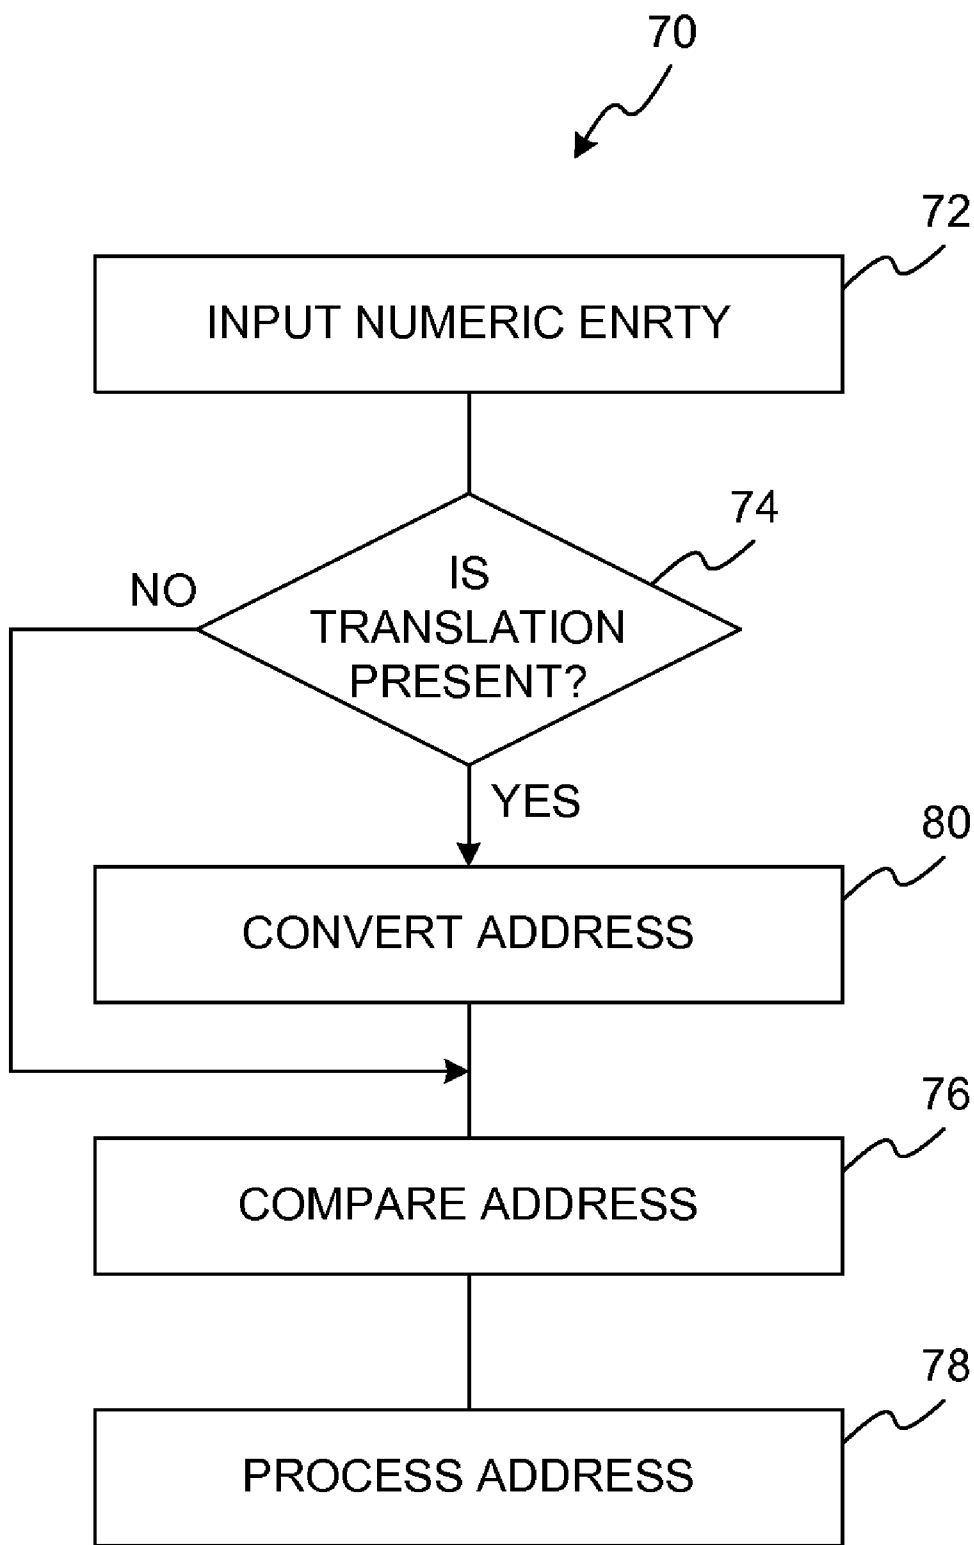 70
72
INPUT NUMERIC ENRTY
74
NO
IS
TRANSLATION
PRESENT?
YES
80
CONVERT ADDRESS
76
COMPARE ADDRESS
78
PROCESS ADDRESS